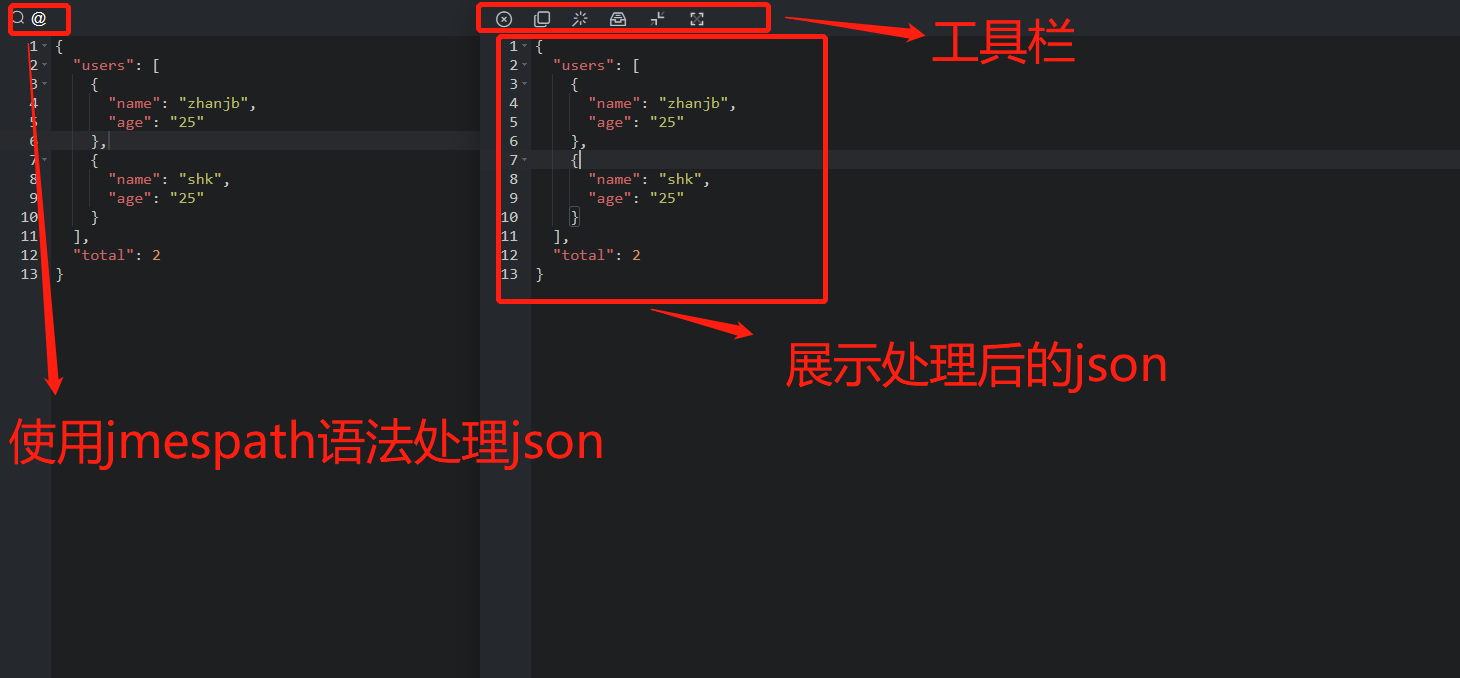 @
工具栏
1 {
2 "users": [
3 {
4 "name": "zhanjb",
5 "age": "25"
6 },
7 {
8 "name": "shk",
9 "age": "25"
10 }
11 ],
12 "total": 2
13 }
1 {
2 "users": [
3 {
4 "name": "zhanjb",
5 "age": "25"
6 },
7 {
8 "name": "shk",
9 "age": "25"
10 }
11 ],
12 "total": 2
13 }
展示处理后的json
使用jmespath语法处理json